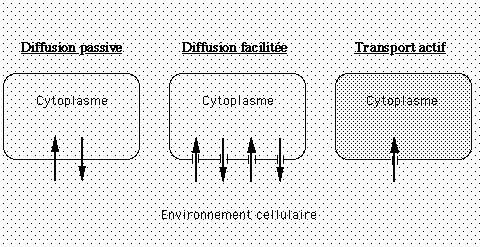 Diffusion passive
Diffusion facilitée
Transport actif
Cytoplasme
Cytoplasme
Cytoplasme
Environnement cellulaire